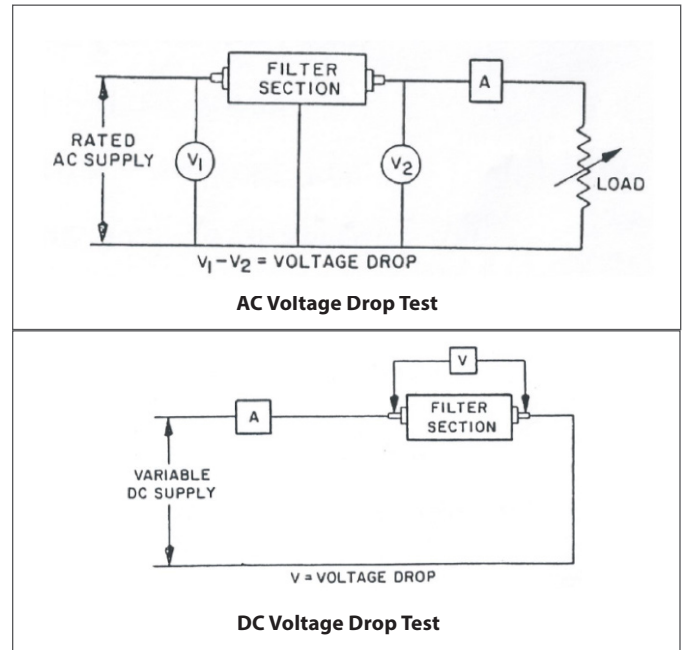 FILTER
SECTION
A
RATED
AC SUPPLY
V1
V2
LOAD
V1-V2 = VOLTAGE DROP
AC Voltage Drop Test
V
A
FILTER
SECTION
VARIABLE
DC SUPPLY
V = VOLTAGE DROP
DC Voltage Drop Test